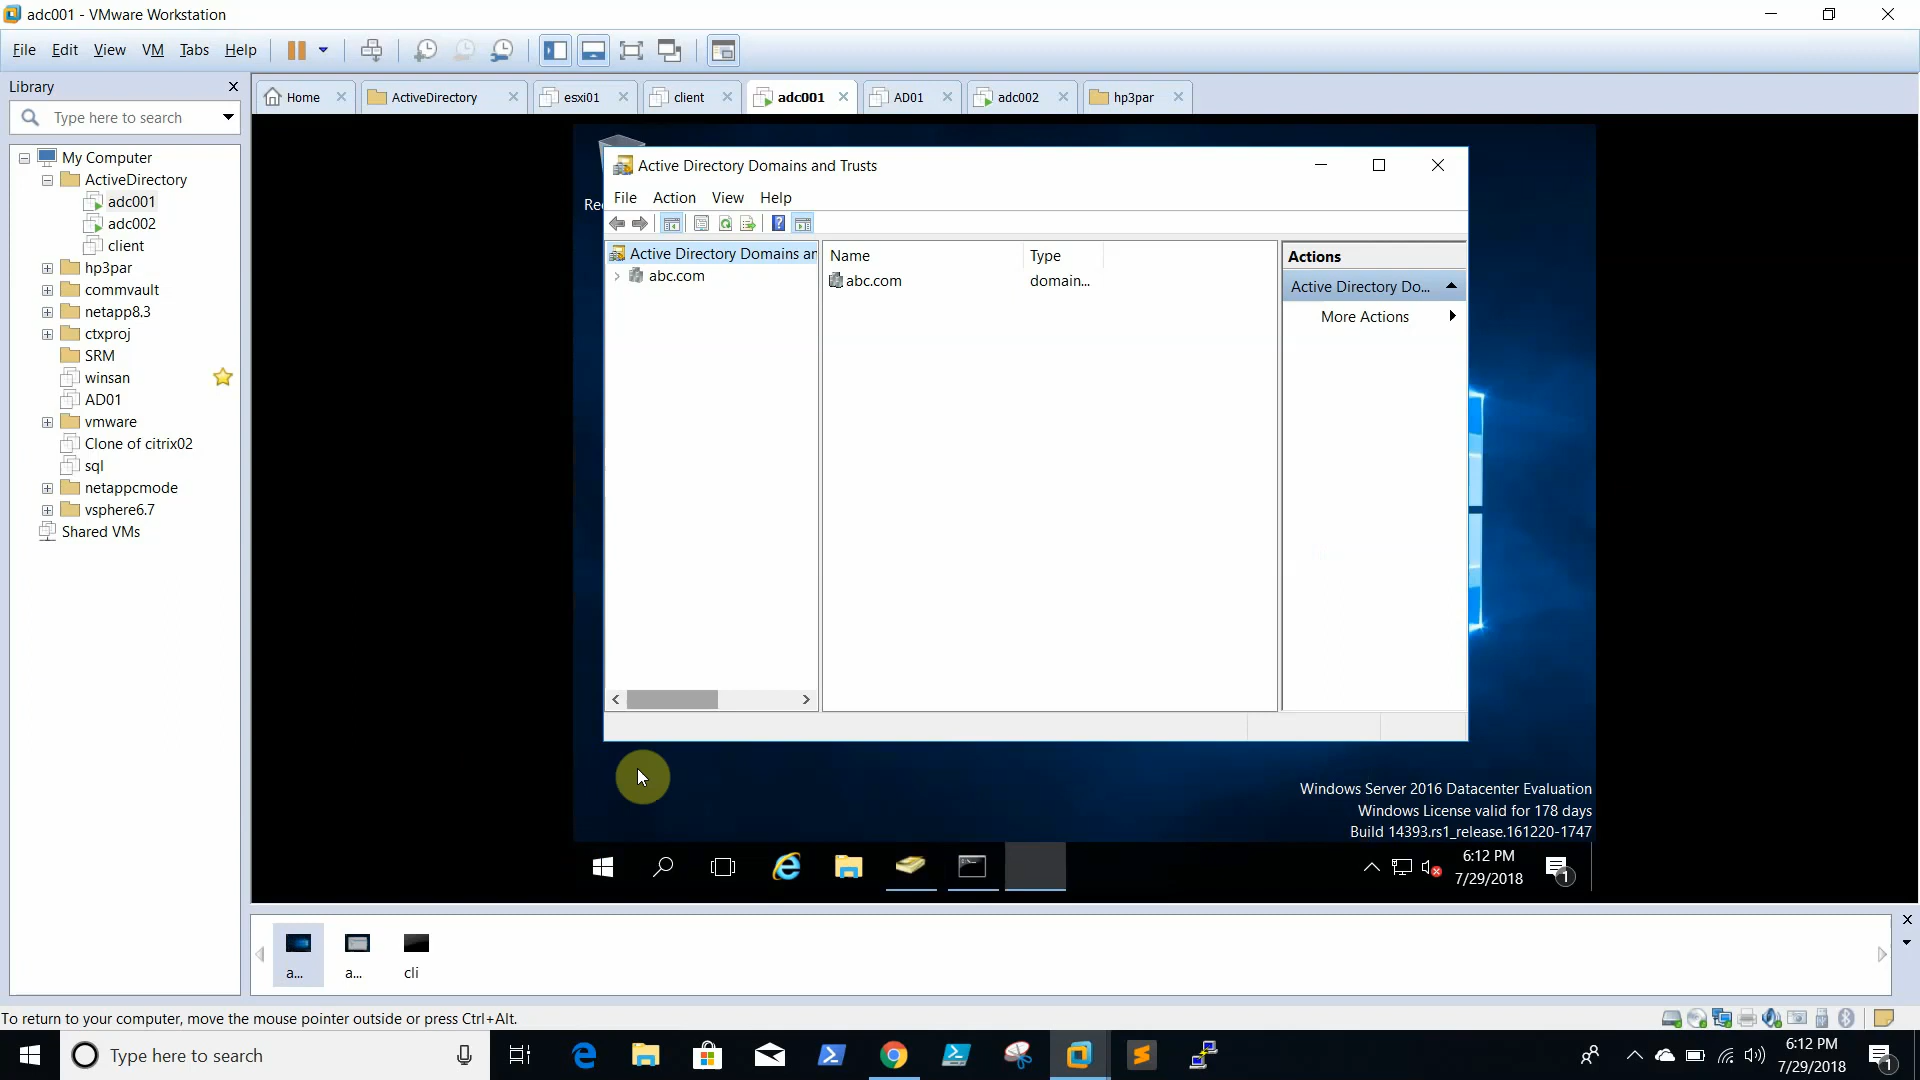 adc001 - VMware Workstation
File Edit View VM Tabs Help
Library
Type here to search
My Computer
ActiveDirectory
adc001
adc002
client
hp3par
commvault
netapp8.3
ctxproj
SRM
winsan
AD01
vmware
Clone of citrix02
sql
netappcmode
vsphere6.7
Shared VMs
Home ActiveDirectory esxi01 client adc001 AD01 adc002 hp3par
Re
Active Directory Domains and Trusts
File Action View Help
Active Directory Domains ar
abc.com
Name Type
abc.com domain...
Actions
Active Directory Do...
More Actions
Windows Server 2016 Datacenter Evaluation
Windows License valid for 178 days
Build 14393.rs1_release.161220-1747
6:12 PM
7/29/2018
1
a... a... cli
To return to your computer, move the mouse pointer outside or press Ctrl+Alt.
Type here to search
6:12 PM
7/29/2018
1